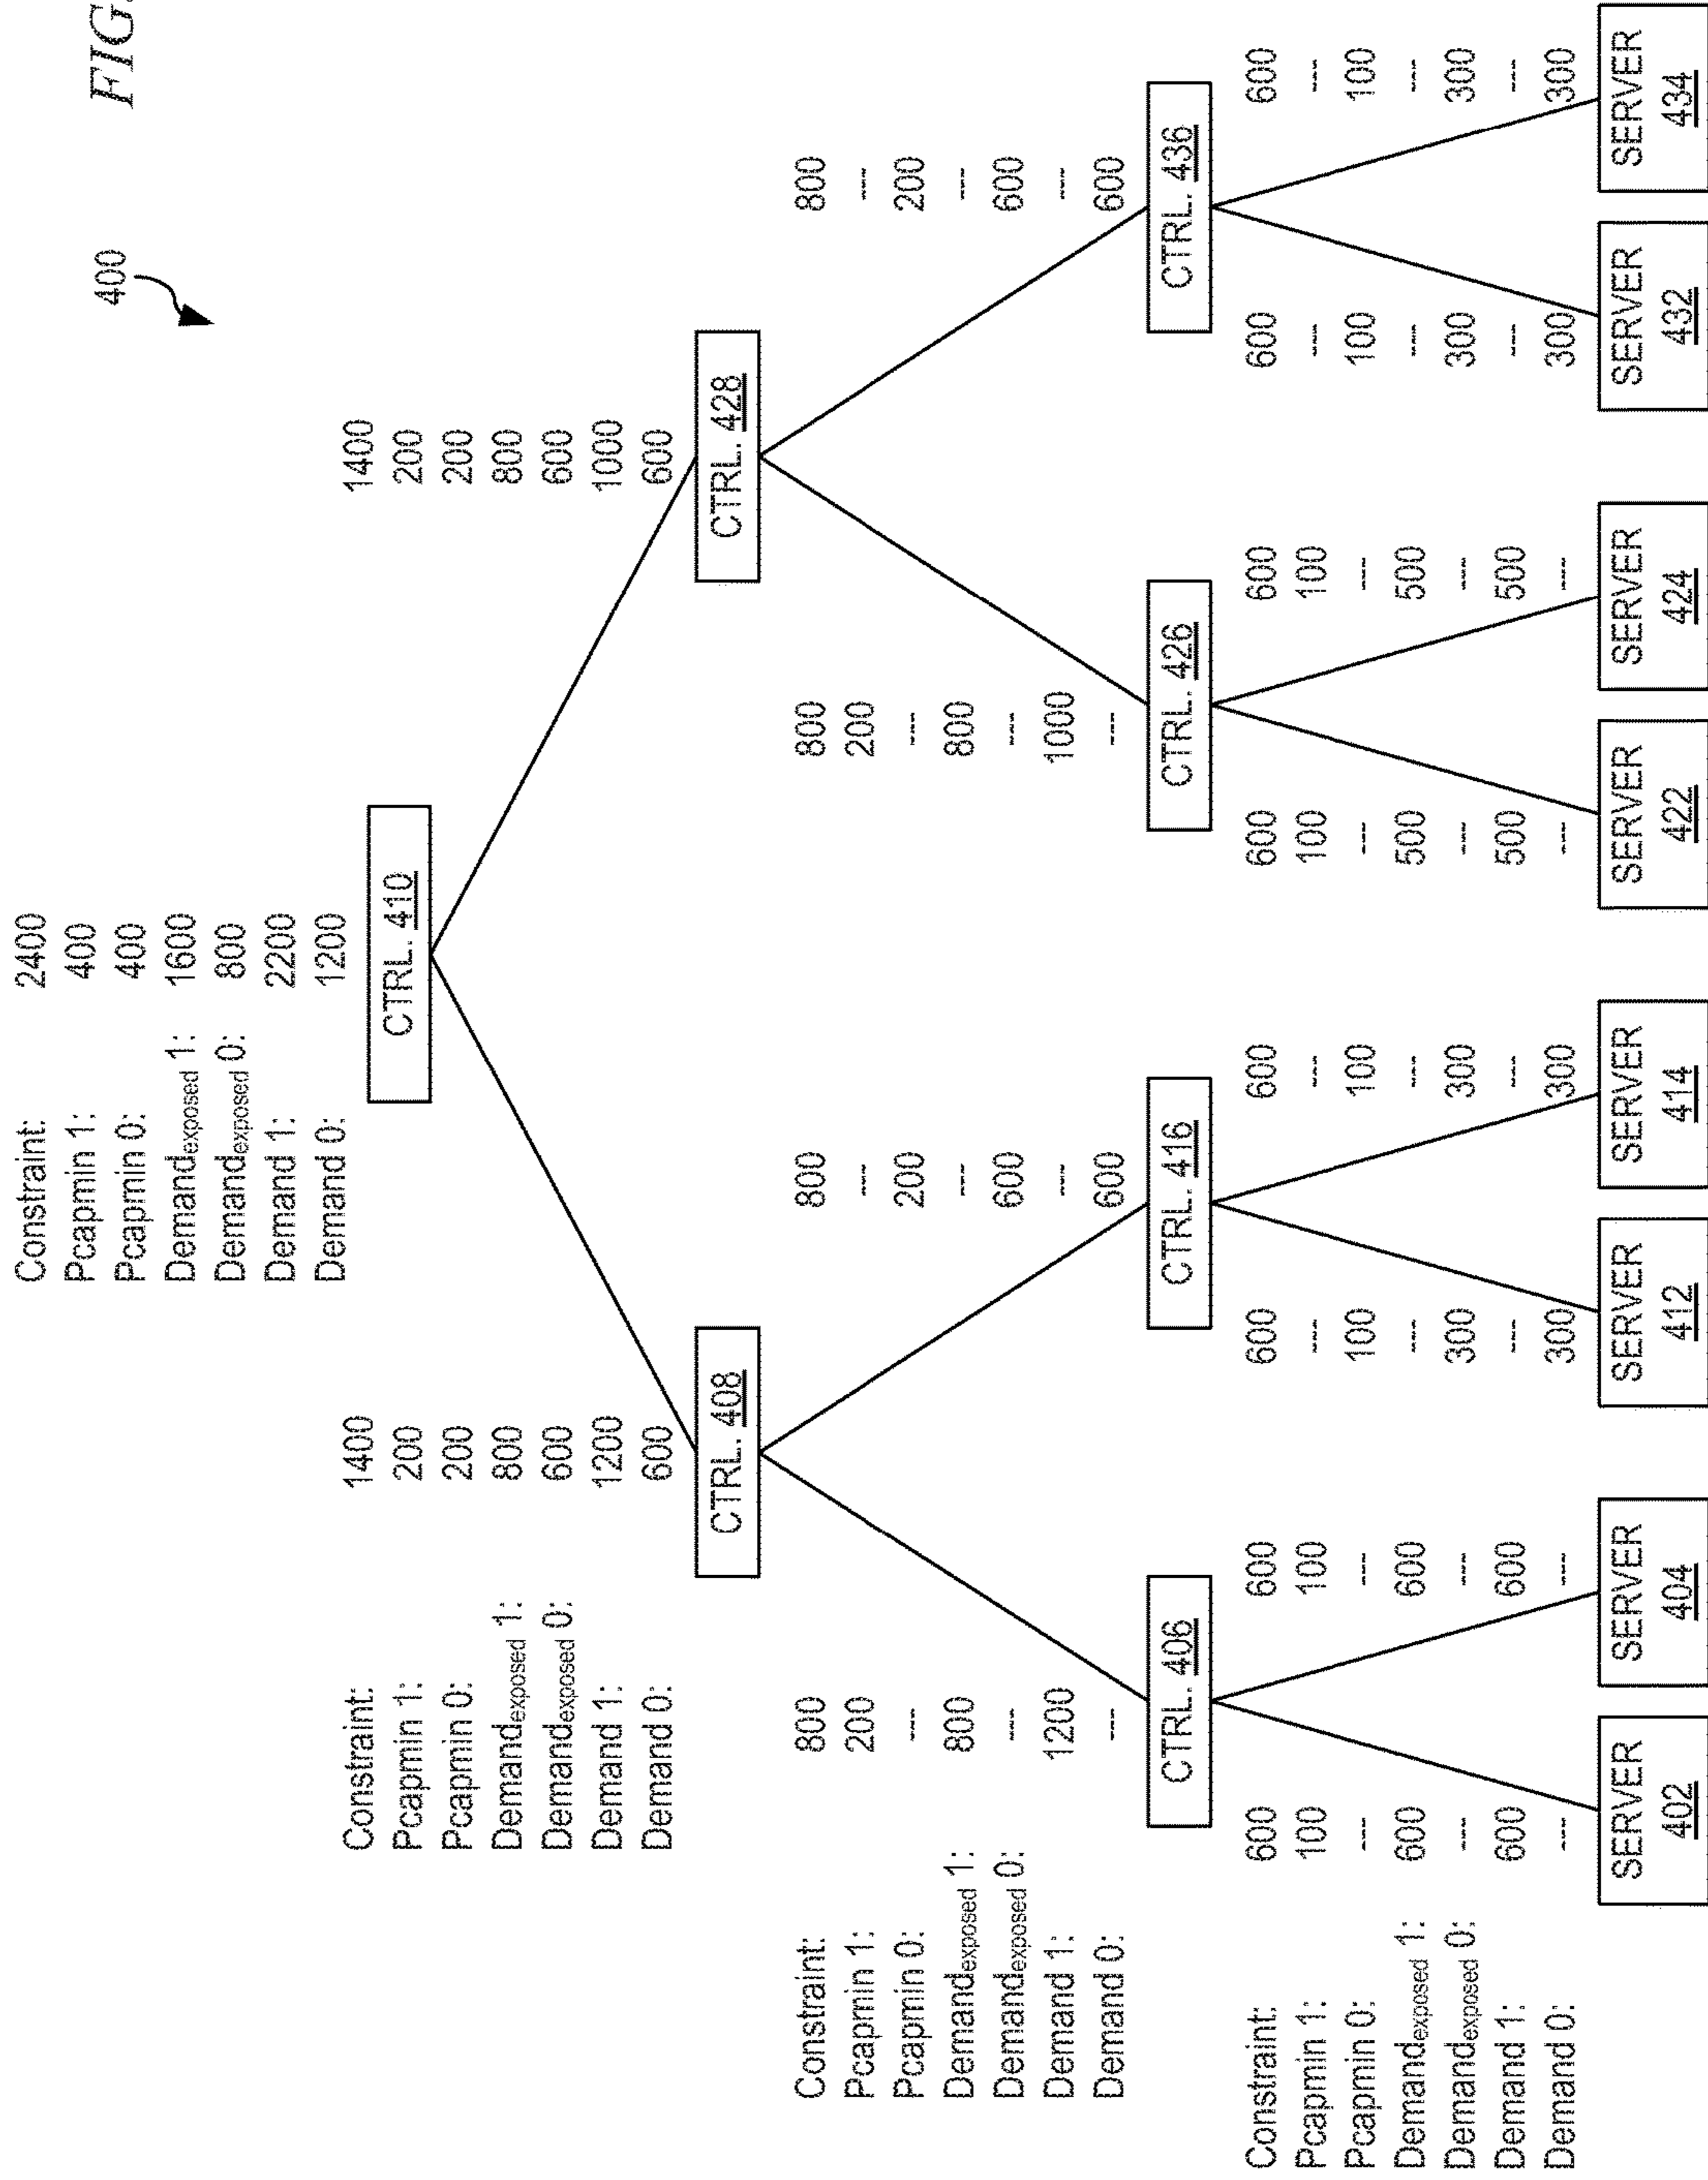 FIG.
400
Constraint: 2400
Pcapmin 1: 400
Pcapmin 0: 400
Demandexposed 1: 1600
Demandexposed 0: 800
Demand 1: 2200
Demand 0: 1200
CTRL. 410
Constraint: 1400 1400
Pcapmin 1: 200 200
Pcapmin 0: 200 200
Demandexposed 1: 800 800
Demandexposed 0: 600 600
Demand 1: 1200 1000
Demand 0: 600 600
CTRL. 408 CTRL. 428
Constraint: 800 800 800 800
Pcapmin 1: 200 --- 200 ---
Pcapmin 0: --- 200 --- 200
Demandexposed 1: 800 --- 800 ---
Demandexposed 0: --- 600 --- 600
Demand 1: 1200 --- 1000 ---
Demand 0: --- 600 --- 600
CTRL. 406 CTRL. 416 CTRL. 426 CTRL. 436
Constraint: 600 600 600 600 600 600 600 600
Pcapmin 1: 100 100 --- --- 100 100 --- ---
Pcapmin 0: --- --- 100 100 --- --- 100 100
Demandexposed 1: 600 600 --- --- 500 500 --- ---
Demandexposed 0: --- --- 300 300 --- --- 300 300
Demand 1: 600 600 --- --- 500 500 --- ---
Demand 0: --- --- 300 300 --- --- 300 300
SERVER SERVER SERVER SERVER SERVER SERVER SERVER SERVER
402 404 412 414 422 424 432 434